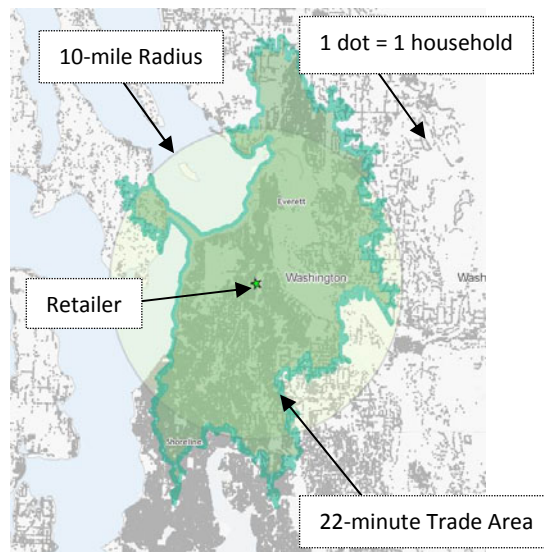 10-mile Radius
1 dot = 1 household
Everett
Washington
Wash
Retailer
Shoreline
22-minute Trade Area